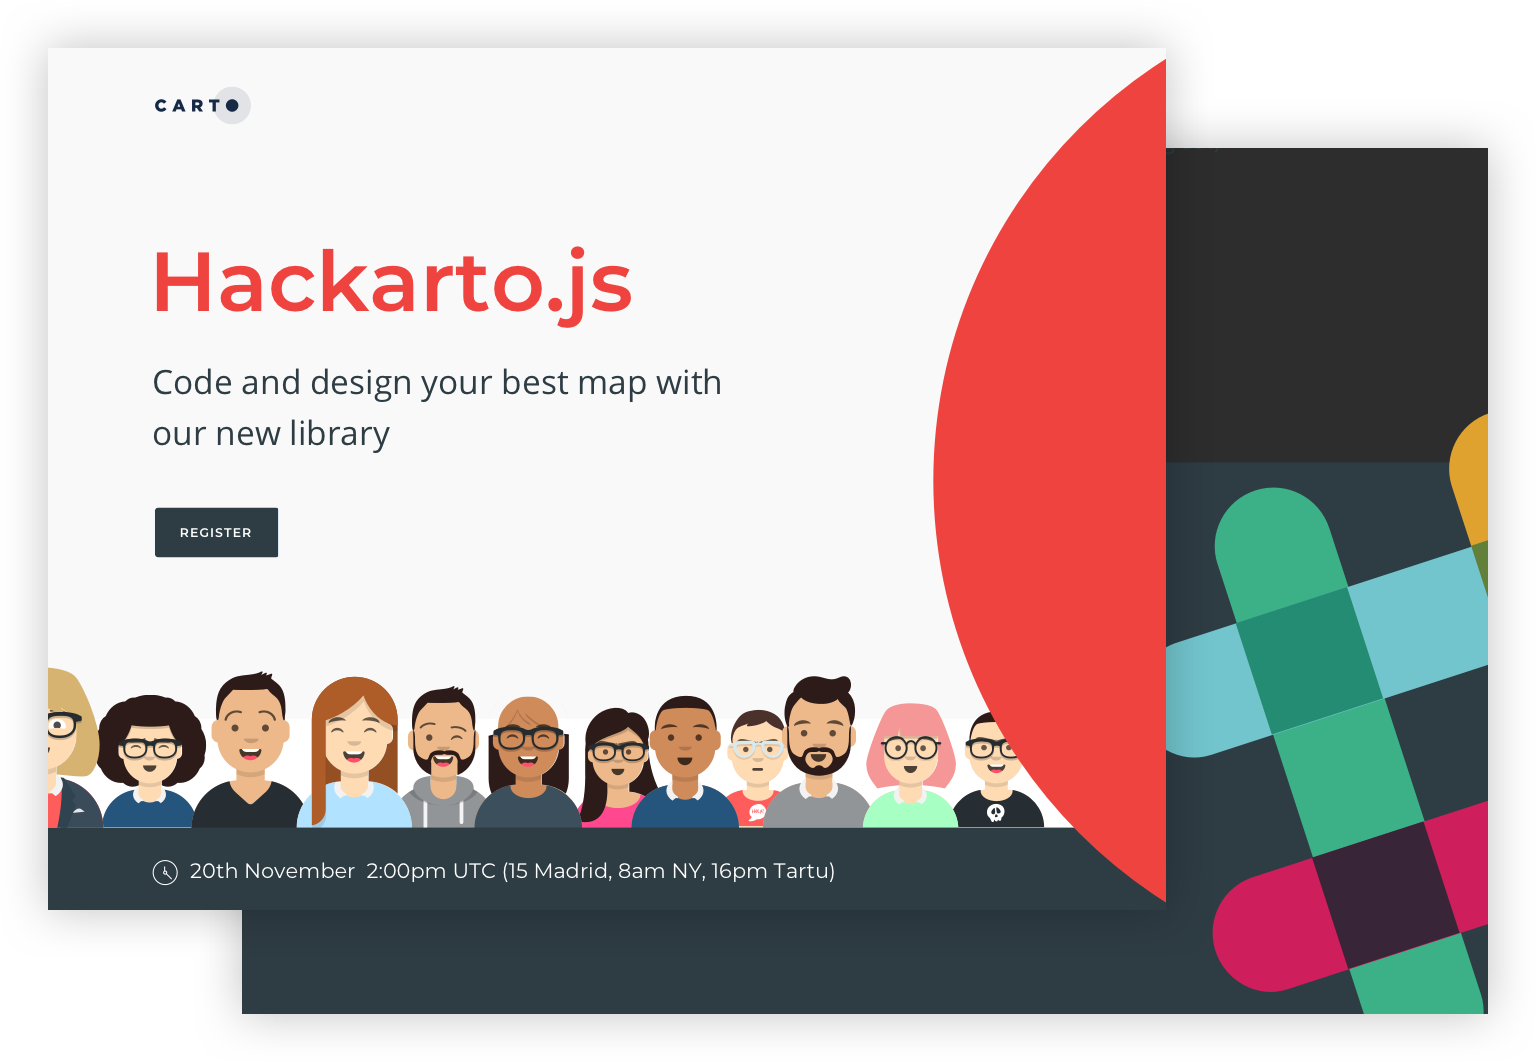 CARTO
Hackarto.js
Code and design your best map with
our new library
REGISTER
20th November 2:00pm UTC (15 Madrid, 8am NY, 16pm Tartu)